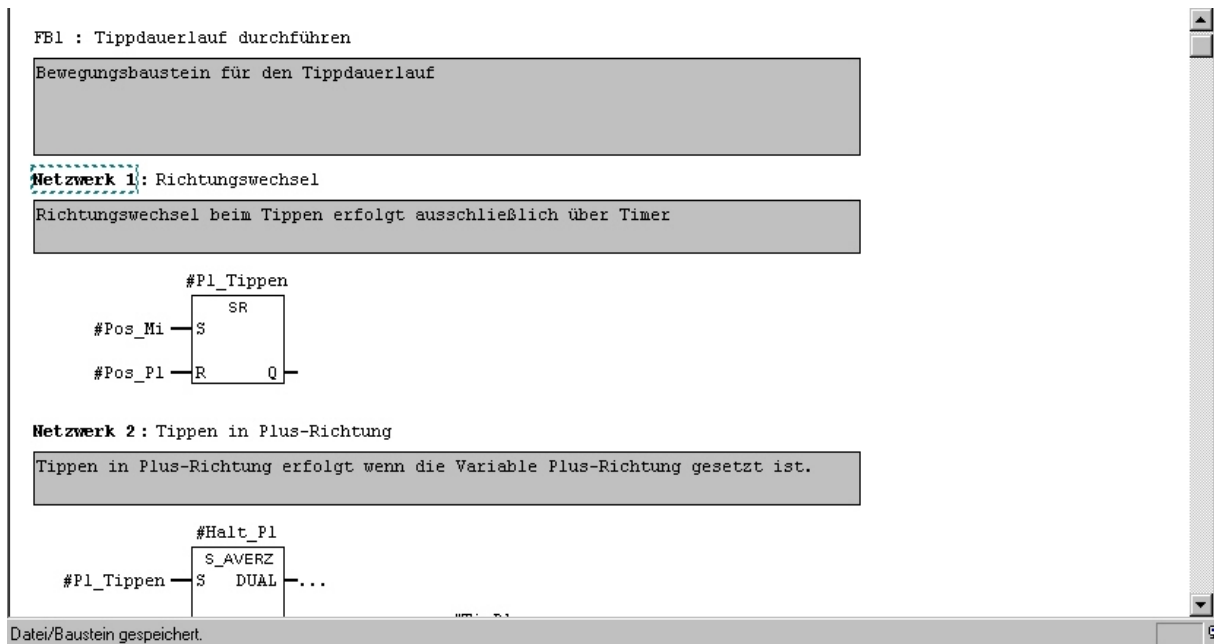 FB1 : Tippdauerlauf durchführen
Bewegungsbaustein für den Tippdauerlauf
Netzwerk 1: Richtungswechsel
Richtungswechsel beim Tippen erfolgt ausschließlich über Timer
#Pl_Tippen
SR
#Pos_Mi S
#Pos_Pl R Q
Netzwerk 2: Tippen in Plus-Richtung
Tippen in Plus-Richtung erfolgt wenn die Variable Plus-Richtung gesetzt ist.
#Halt_Pl
S_AVERZ
#Pl_Tippen S DUAL ...
Datei/Baustein gespeichert.